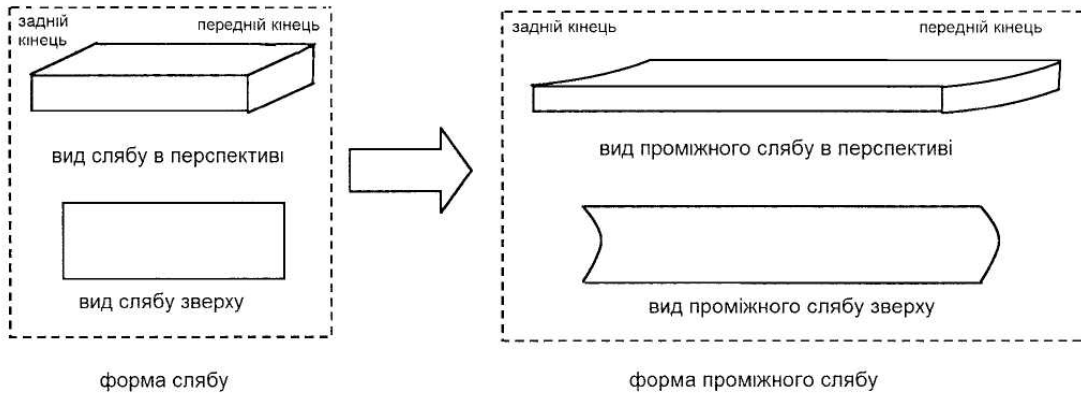 задній
кінець
передній кінець
вид слябу в перспективі
вид слябу зверху
форма слябу
задній кінець
передній кінець
вид проміжного слябу в перспективі
вид проміжного слябу зверху
форма проміжного слябу